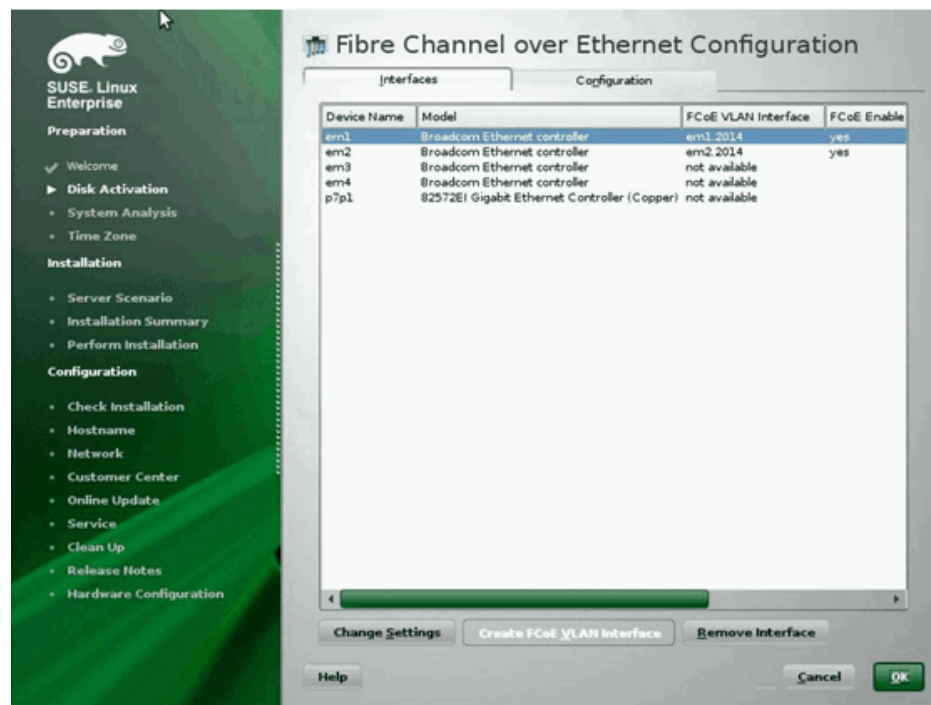 SUSE. Linux
Enterprise
Preparation
Welcome
Disk Activation
System Analysis
Time Zone
Installation
Server Scenario
Installation Summary
Perform Installation
Configuration
Check Installation
Hostname
Network
Customer Center
Online Update
Service
Clean Up
Release Notes
Hardware Configuration
Fibre Channel over Ethernet Configuration
Interfaces Configuration
Device Name Model FCoE VLAN Interface FCoE Enable
em1 Broadcom Ethernet controller em1.2014 yes
em2 Broadcom Ethernet controller em2.2014 yes
em3 Broadcom Ethernet controller not available
em4 Broadcom Ethernet controller not available
p7p1 82572EI Gigabit Ethernet Controller (Copper) not available
Change Settings Create FCoE VLAN Interface Remove Interface
Help Cancel OK